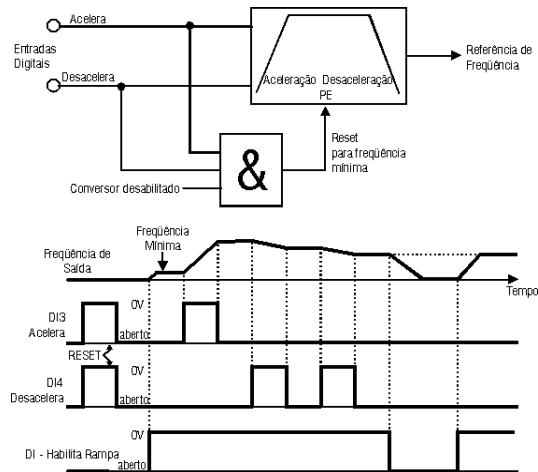 Acelera
Entradas
Digitais
Desacelera
Aceleração Desaceleração
PE
Referência de
Freqüência
Reset
para freqüência
mínima
&
Conversor desabilitado
Freqüência
Mínima
Freqüência de
Saída
Tempo
0V
DI3
Acelera
aberto
RESET
0V
DI4
Desacelera
aberto
0V
DI - Habilita Rampa
aberto